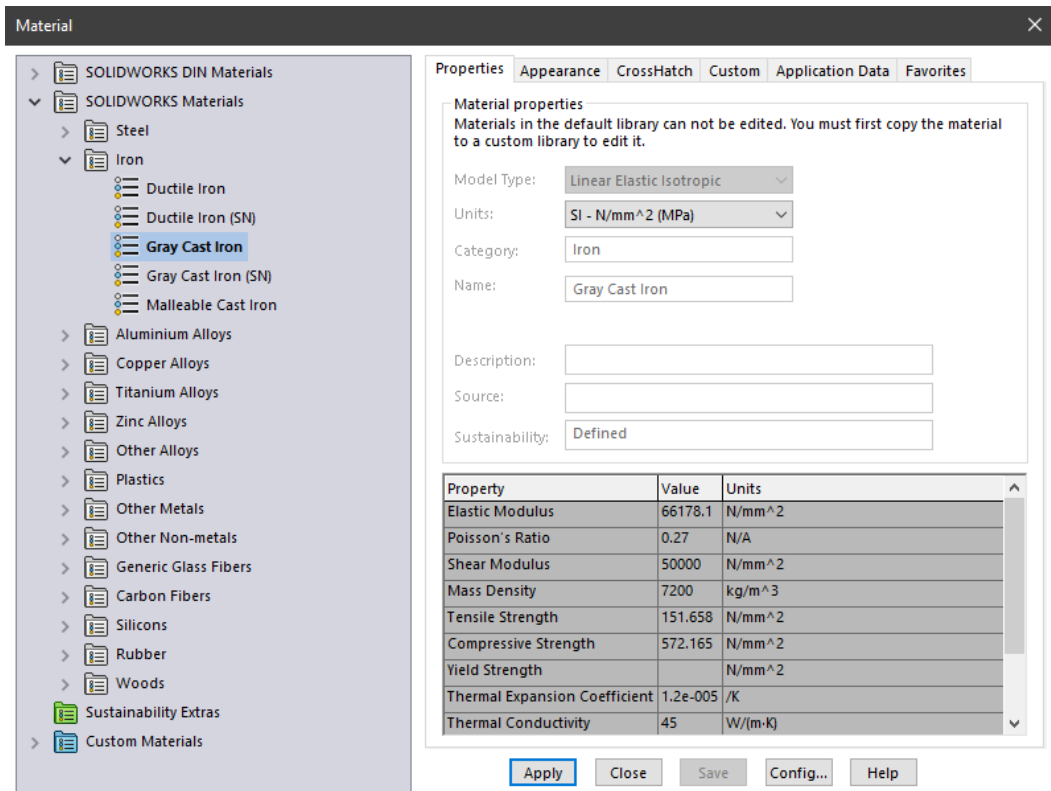 Material
SOLIDWORKS DIN Materials
SOLIDWORKS Materials
Steel
Iron
Ductile Iron
Ductile Iron (SN)
Gray Cast Iron
Gray Cast Iron (SN)
Malleable Cast Iron
Aluminium Alloys
Copper Alloys
Titanium Alloys
Zinc Alloys
Other Alloys
Plastics
Other Metals
Other Non-metals
Generic Glass Fibers
Carbon Fibers
Silicons
Rubber
Woods
Sustainability Extras
Custom Materials
Properties Appearance CrossHatch Custom Application Data Favorites
Material properties
Materials in the default library can not be edited. You must first copy the material
to a custom library to edit it.
Model Type: Linear Elastic Isotropic
Units: SI - N/mm^2 (MPa)
Category: Iron
Name: Gray Cast Iron
Description:
Source:
Sustainability: Defined
Property Value Units
Elastic Modulus 66178.1 N/mm^2
Poisson's Ratio 0.27 N/A
Shear Modulus 50000 N/mm^2
Mass Density 7200 kg/m^3
Tensile Strength 151.658 N/mm^2
Compressive Strength 572.165 N/mm^2
Yield Strength N/mm^2
Thermal Expansion Coefficient 1.2e-005 /K
Thermal Conductivity 45 W/(m·K)
Apply Close Save Config... Help